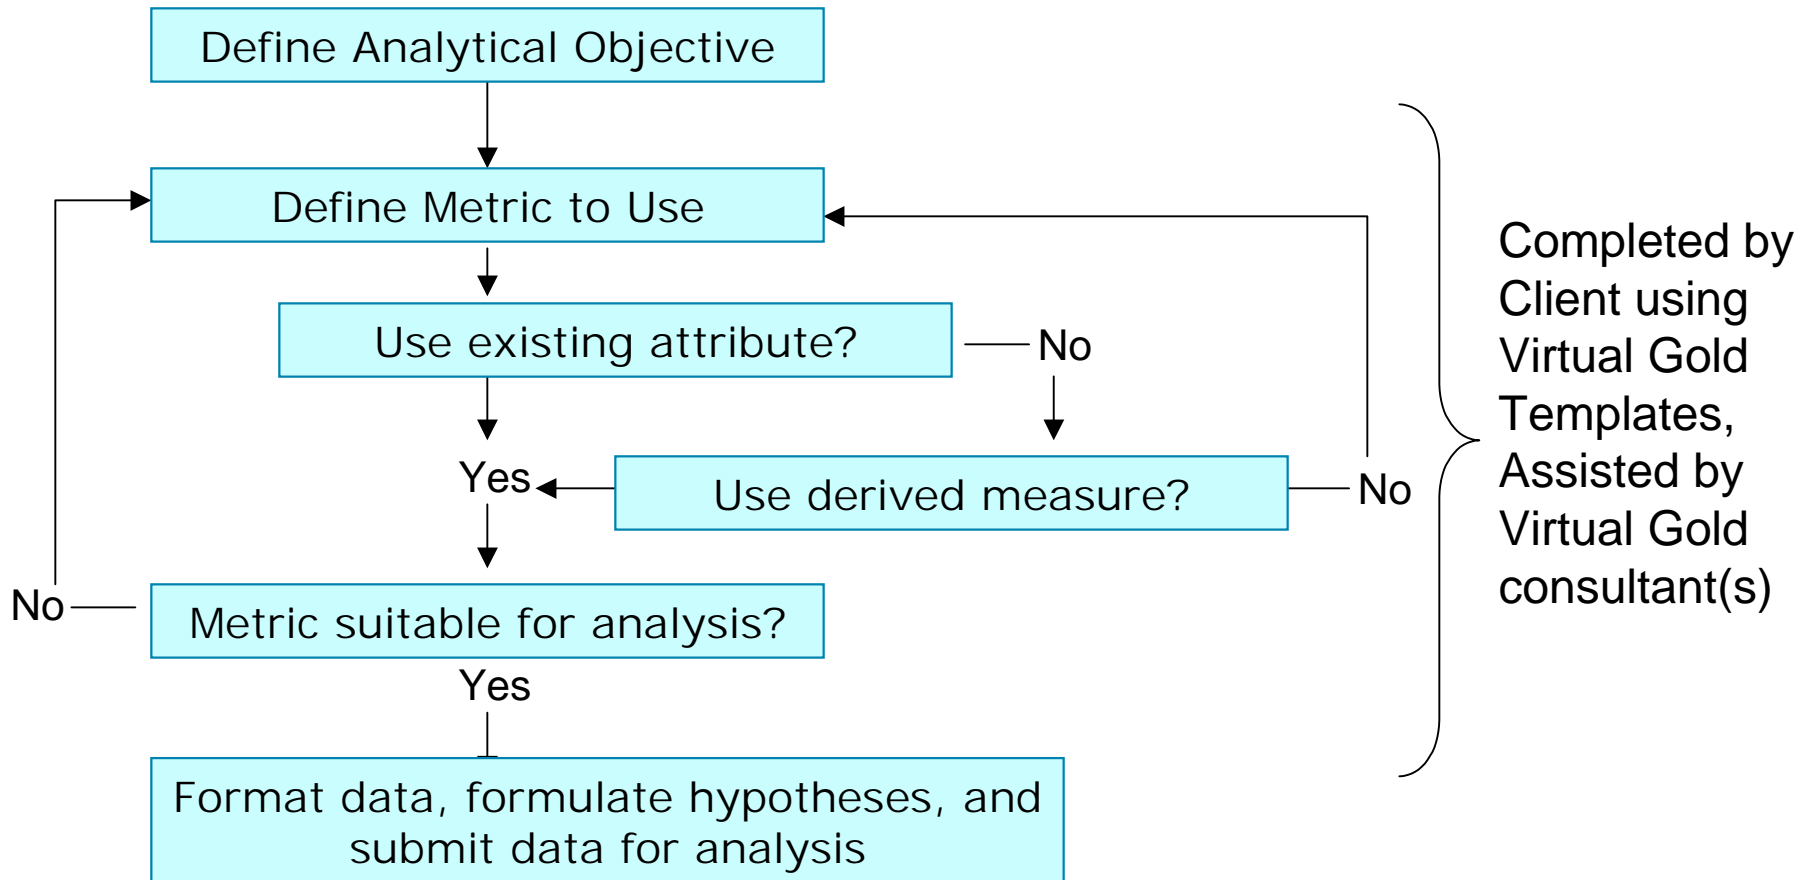 Define Analytical Objective
Define Metric to Use
Use existing attribute?
No
Yes
Use derived measure?
No
No
Metric suitable for analysis?
Yes
Format data, formulate hypotheses, and
submit data for analysis
Completed by
Client using
Virtual Gold
Templates,
Assisted by
Virtual Gold
consultant(s)